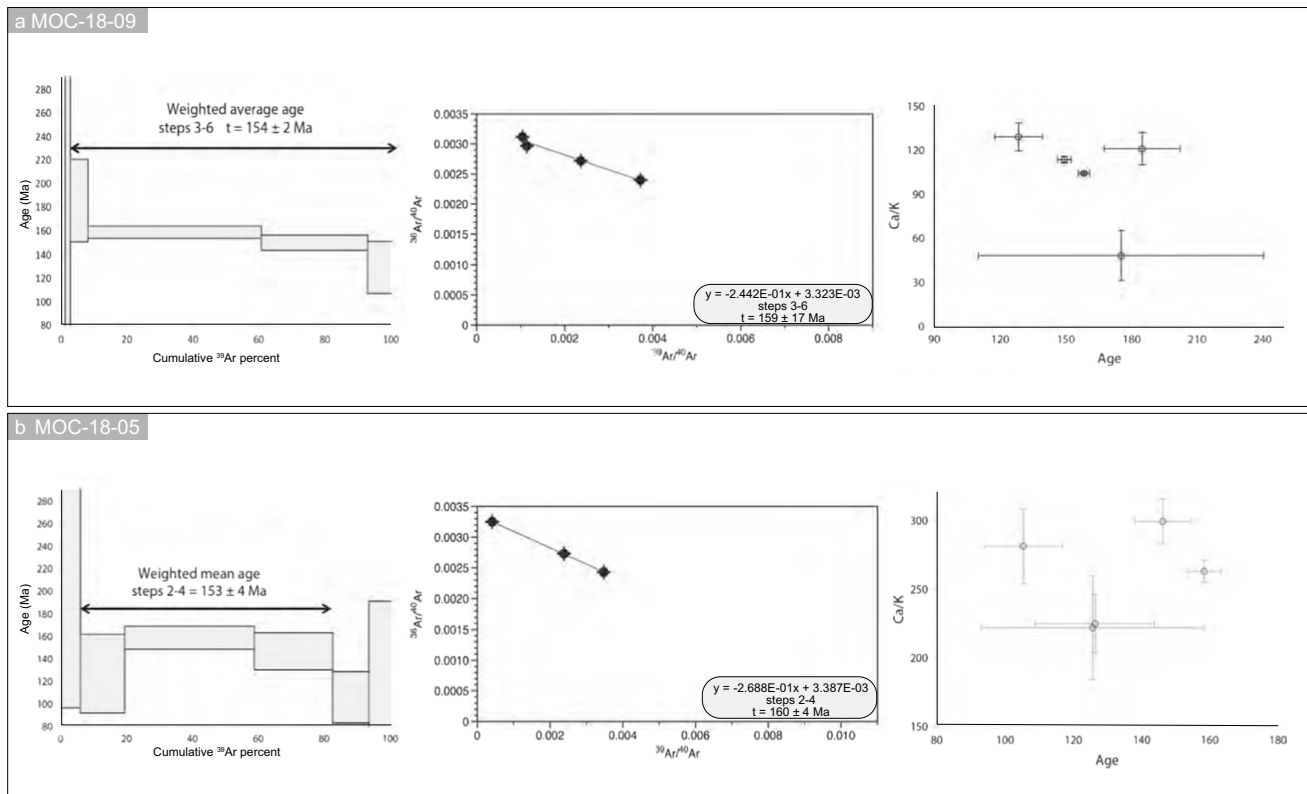 a MOC-18-09
280
260
240
220
200
180
160
140
120
100
80
Age (Ma)
Weighted average age
steps 3-6 t = 154 ± 2 Ma
0 20 40 60 80 100
Cumulative ³⁹Ar percent
0.0035
0.0030
0.0025
0.0020
0.0015
0.0010
0.0005
0
³⁶Ar/⁴⁰Ar
y = -2.442E-01x + 3.323E-03
steps 3-6
t = 159 ± 17 Ma
0 0.002 0.004 0.006 0.008
³⁹Ar/⁴⁰Ar
150
120
90
60
30
0
Ca/K
90 120 150 180 210 240
Age
b MOC-18-05
280
260
240
220
200
180
160
140
120
100
80
Age (Ma)
Weighted mean age
steps 2-4 = 153 ± 4 Ma
0 20 40 60 80 100
Cumulative ³⁹Ar percent
0.0035
0.0030
0.0025
0.0020
0.0015
0.0010
0.0005
0
³⁶Ar/⁴⁰Ar
y = -2.688E-01x + 3.387E-03
steps 2-4
t = 160 ± 4 Ma
0 0.002 0.004 0.006 0.008 0.010
³⁹Ar/⁴⁰Ar
300
250
200
150
Ca/K
80 100 120 140 160 180
Age